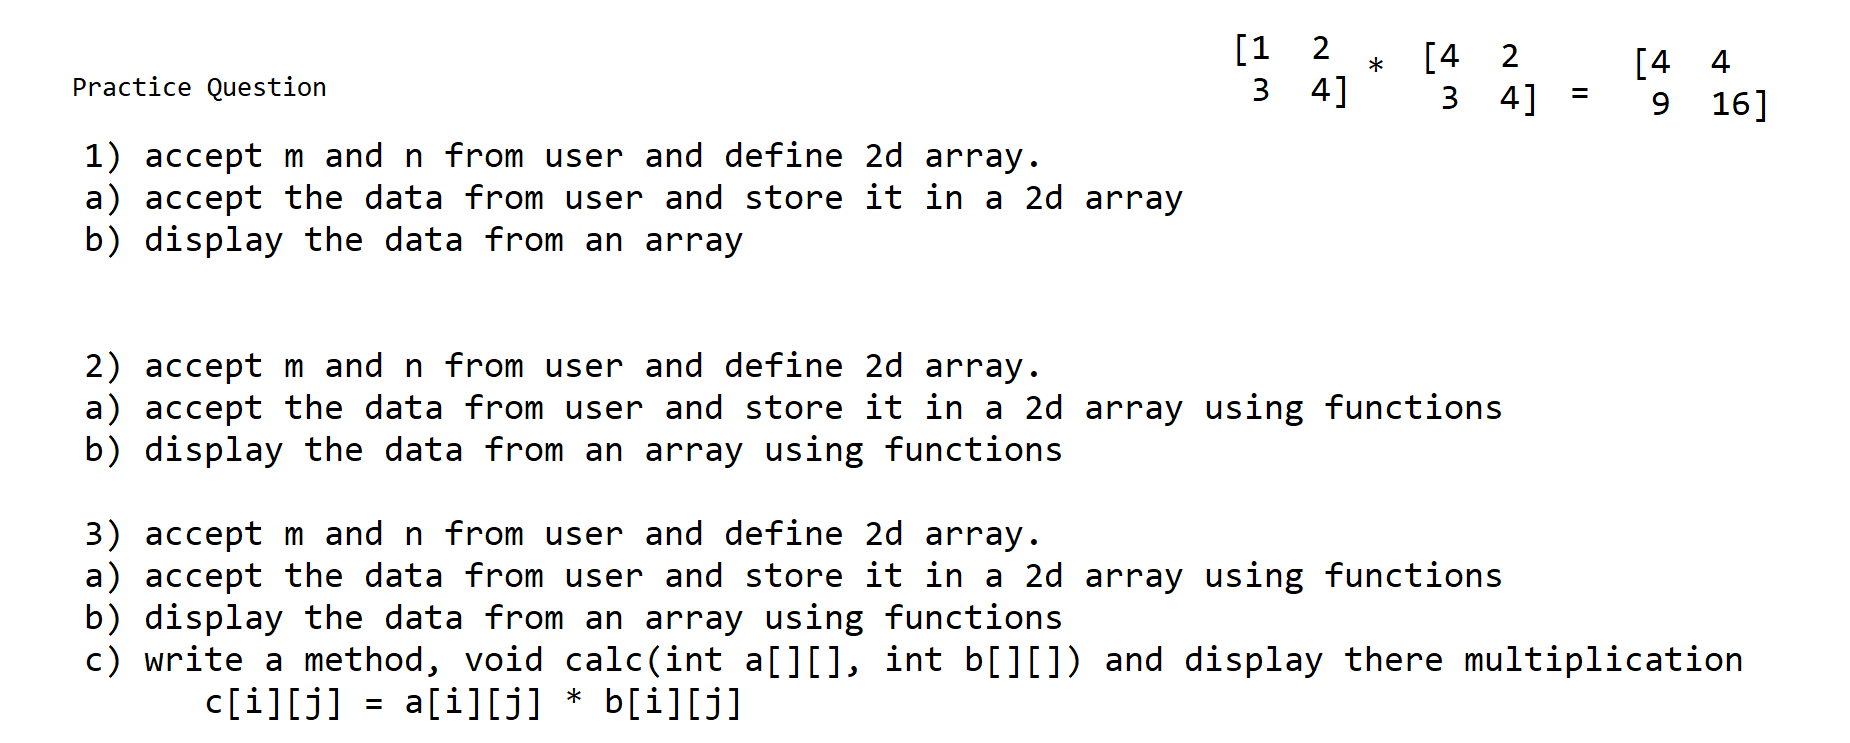 [1  2     * [4  2        [4  4
 3  4]       3  4]  =     9  16]
Practice Question
1) accept m and n from user and define 2d array.
a) accept the data from user and store it in a 2d array
b) display the data from an array
2) accept m and n from user and define 2d array.
a) accept the data from user and store it in a 2d array using functions
b) display the data from an array using functions
3) accept m and n from user and define 2d array.
a) accept the data from user and store it in a 2d array using functions
b) display the data from an array using functions
c) write a method, void calc(int a[][], int b[][]) and display there multiplication
c[i][j] = a[i][j] * b[i][j]